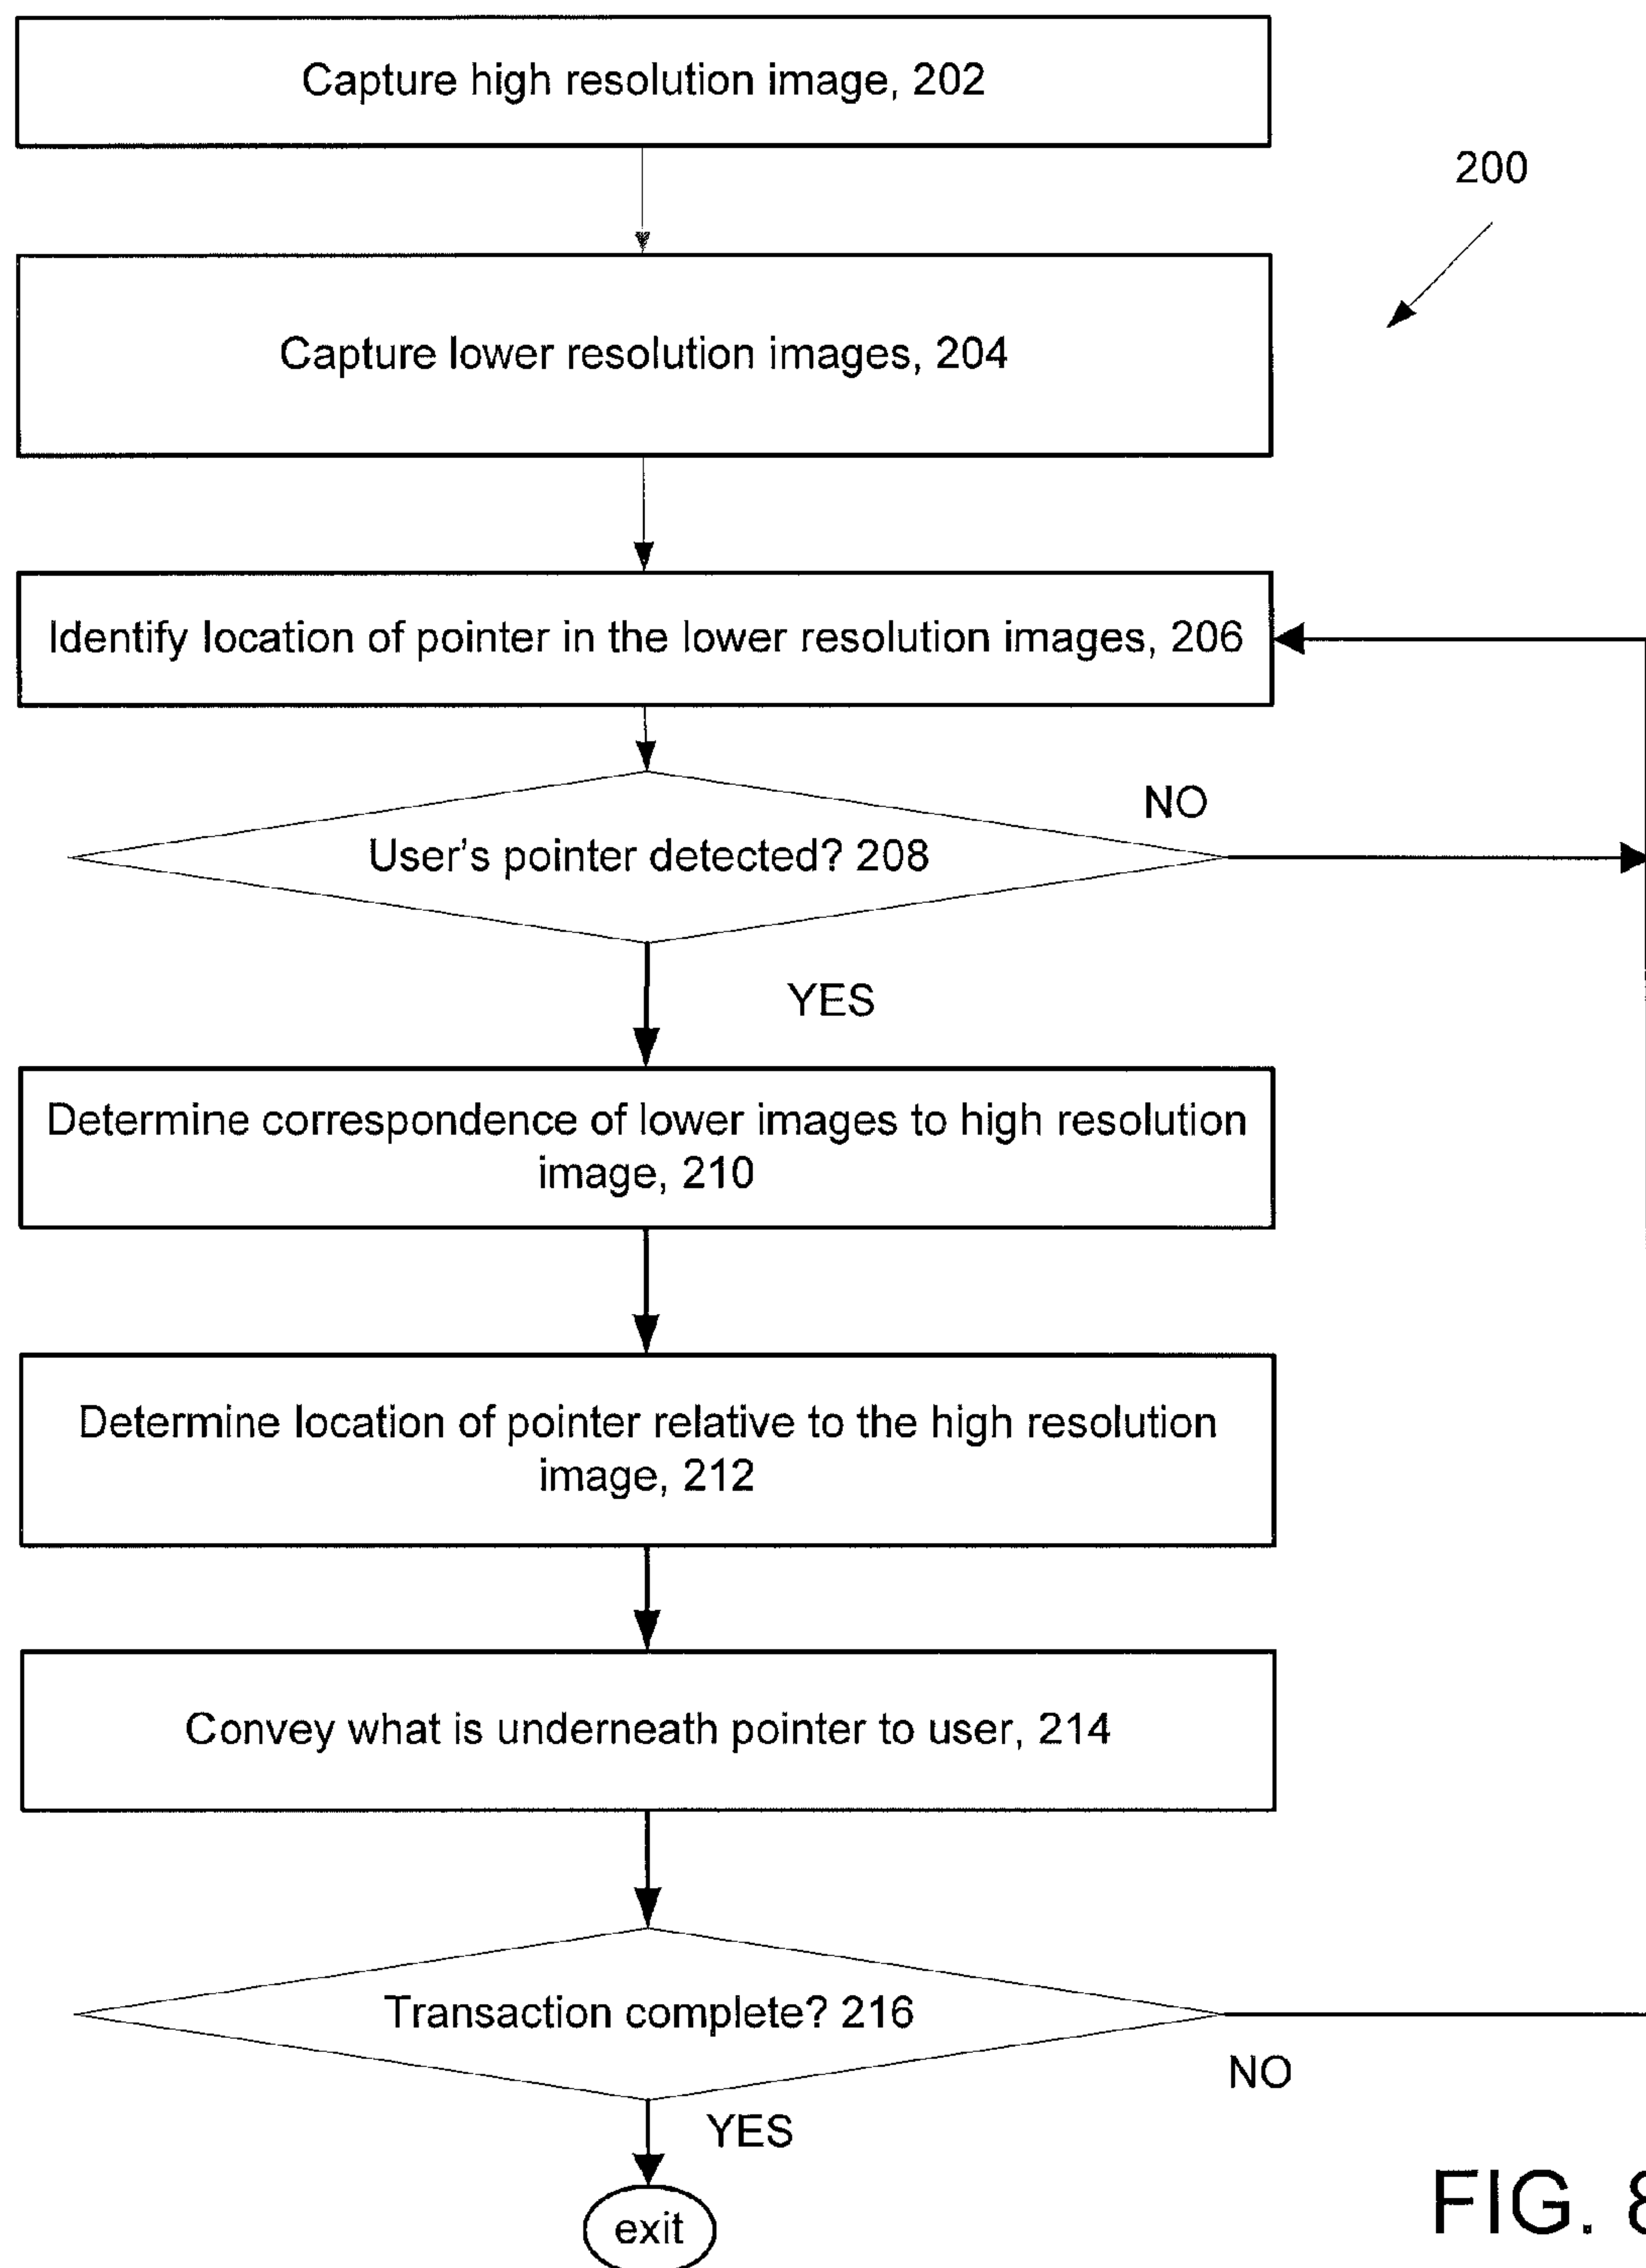 Capture high resolution image, 202
200
Capture lower resolution images, 204
Identify location of pointer in the lower resolution images, 206
NO
User's pointer detected? 208
YES
Determine correspondence of lower images to high resolution
image, 210
Determine location of pointer relative to the high resolution
image, 212
Convey what is underneath pointer to user, 214
Transaction complete? 216
NO
YES
exit
FIG. 8